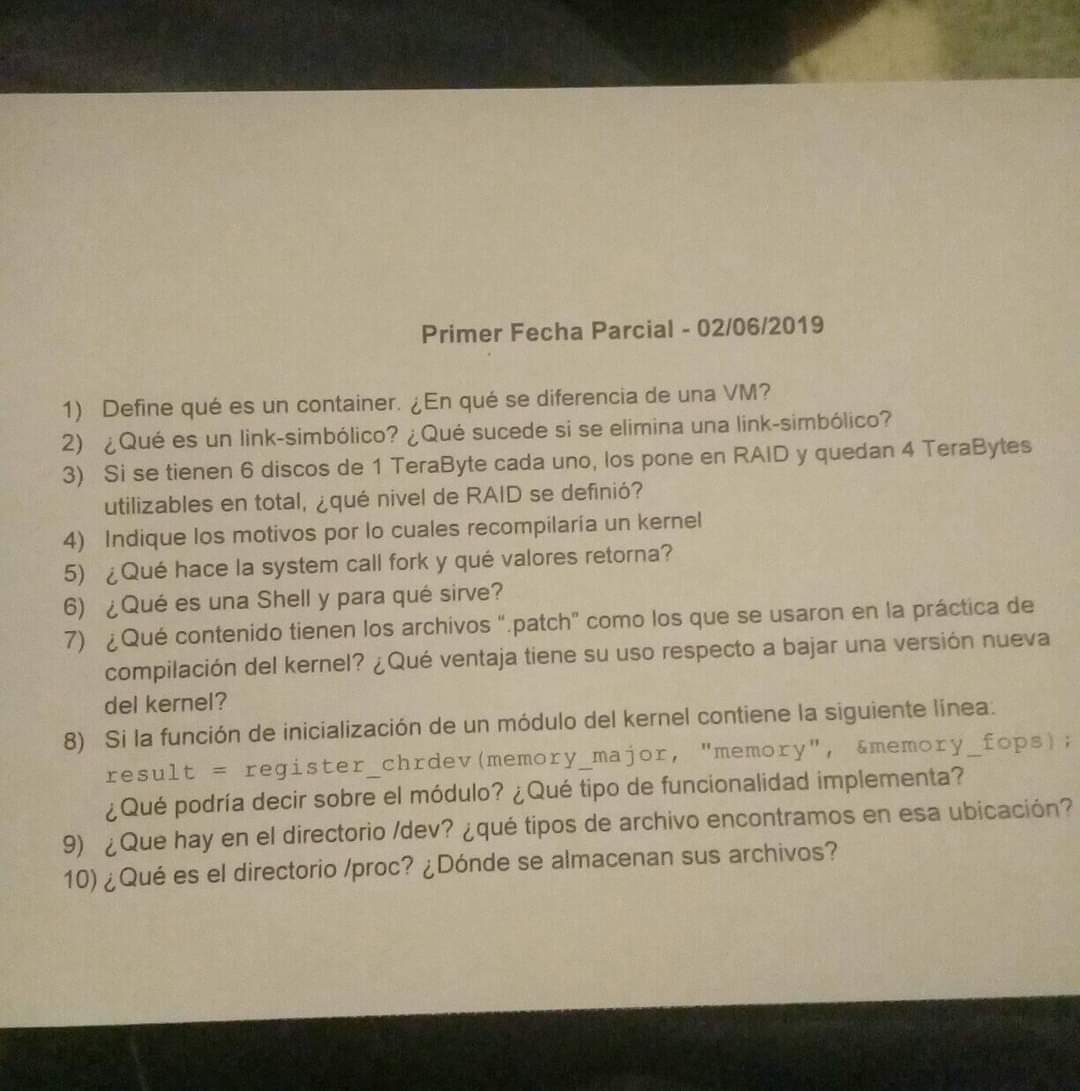 Primer Fecha Parcial - 02/06/2019
1) Define qué es un container. ¿En qué se diferencia de una VM?
2) ¿Qué es un link-simbólico? ¿Qué sucede si se elimina una link-simbólico?
3) Si se tienen 6 discos de 1 TeraByte cada uno, los pone en RAID y quedan 4 TeraBytes
utilizables en total, ¿qué nivel de RAID se definió?
4) Indique los motivos por lo cuales recompilaría un kernel
5) ¿Qué hace la system call fork y qué valores retorna?
6) ¿Qué es una Shell y para qué sirve?
7) ¿Qué contenido tienen los archivos “.patch” como los que se usaron en la práctica de
compilación del kernel? ¿Qué ventaja tiene su uso respecto a bajar una versión nueva
del kernel?
8) Si la función de inicialización de un módulo del kernel contiene la siguiente línea:
result = register_chrdev(memory_major, "memory", &memory_fops);
¿Qué podría decir sobre el módulo? ¿Qué tipo de funcionalidad implementa?
9) ¿Que hay en el directorio /dev? ¿qué tipos de archivo encontramos en esa ubicación?
10) ¿Qué es el directorio /proc? ¿Dónde se almacenan sus archivos?